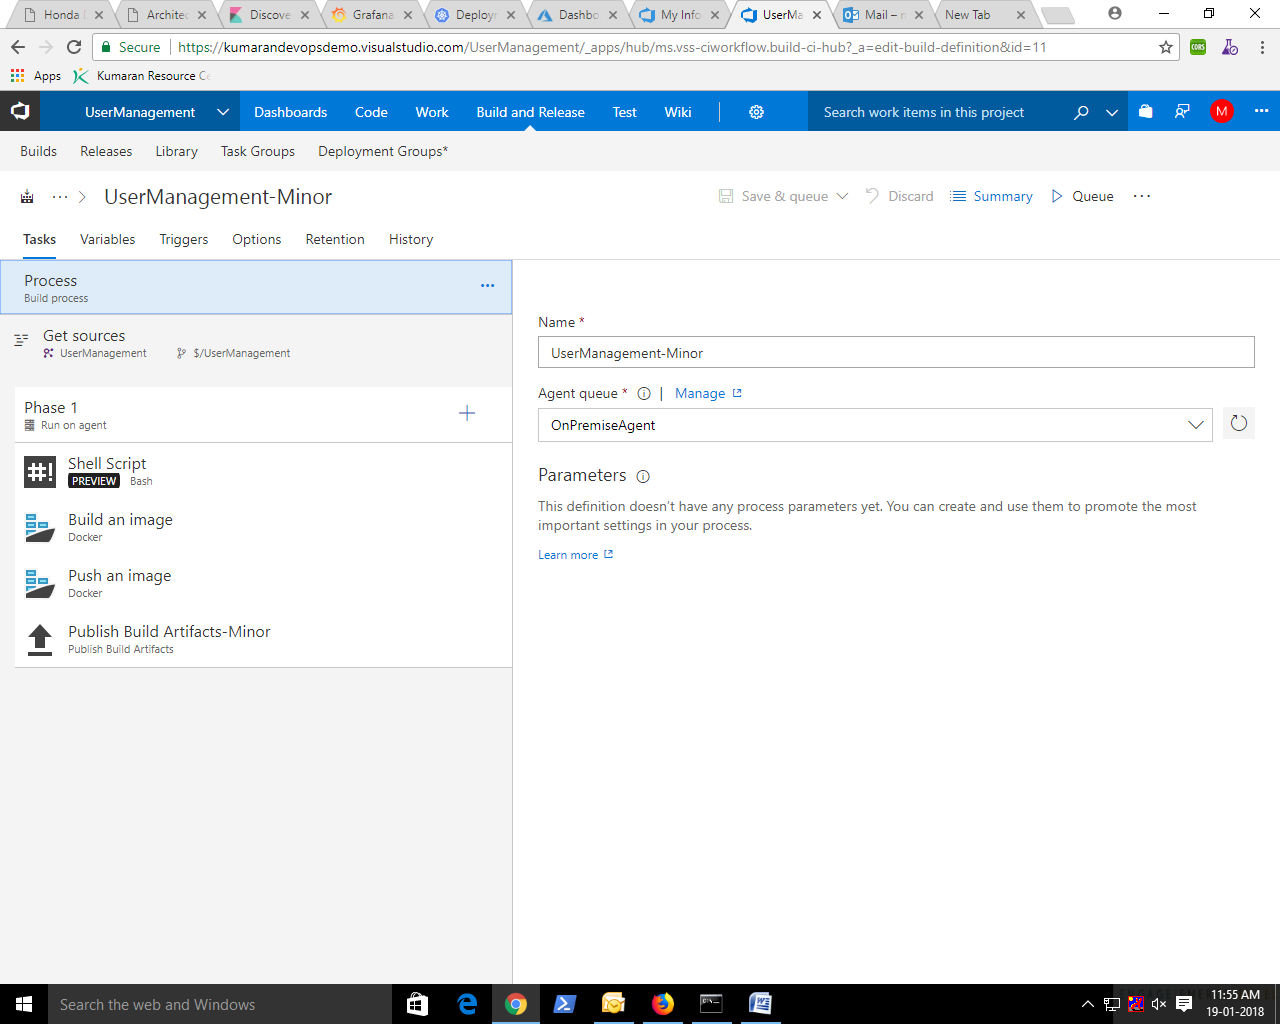 Honda
Architec
Discove
Grafana
Deployr
Dashbo
My Info
UserMa
Mail –
New Tab
Secure
https://kumarandevopsdemo.visualstudio.com/UserManagement/_apps/hub/ms.vss-ciworkflow.build-ci-hub?_a=edit-build-definition&id=11
CORS
Apps
Kumaran Resource Ce
UserManagement
Dashboards
Code
Work
Build and Release
Test
Wiki
Search work items in this project
M
Builds
Releases
Library
Task Groups
Deployment Groups*
UserManagement-Minor
Save & queue
Discard
Summary
Queue
Tasks
Variables
Triggers
Options
Retention
History
Process
Build process
Get sources
UserManagement
$/UserManagement
Phase 1
Run on agent
#!
Shell Script
PREVIEW Bash
Build an image
Docker
Push an image
Docker
Publish Build Artifacts-Minor
Publish Build Artifacts
Name *
UserManagement-Minor
Agent queue * | Manage
OnPremiseAgent
Parameters
This definition doesn't have any process parameters yet. You can create and use them to promote the most
important settings in your process.
Learn more
Search the web and Windows
11:55 AM
19-01-2018